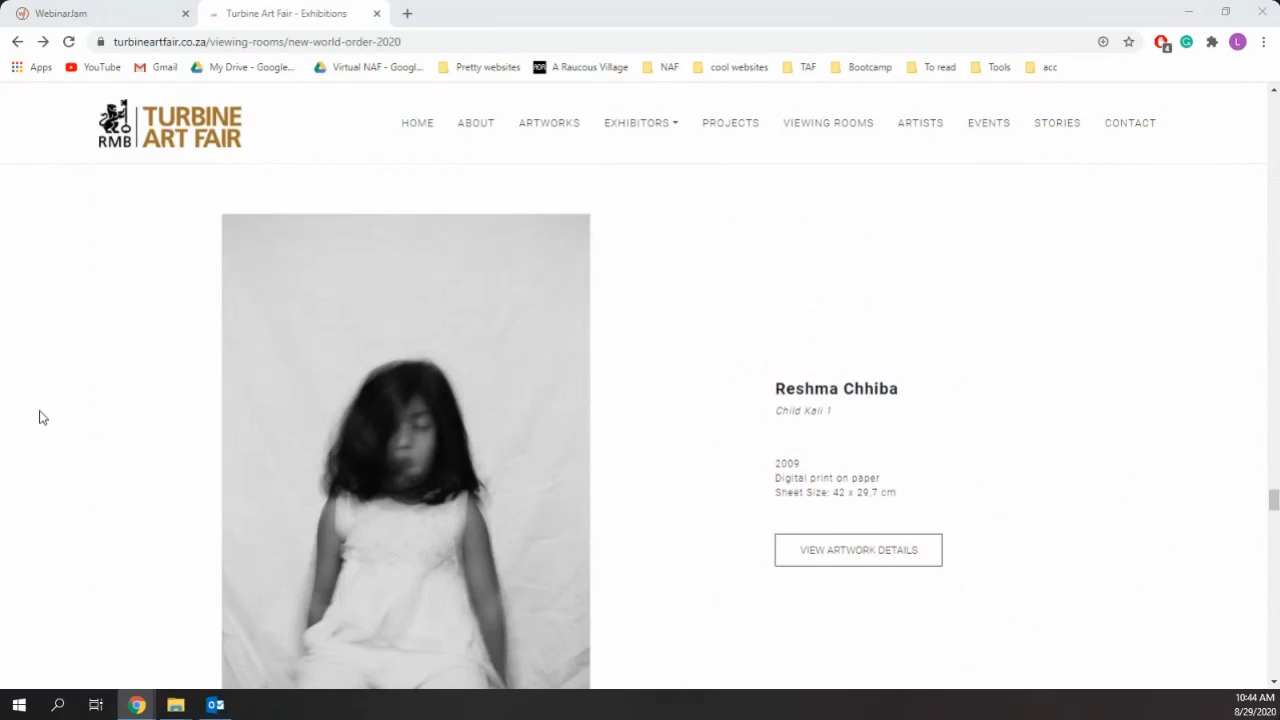 WebinarJam
Turbine Art Fair - Exhibitions
turbineartfair.co.za/viewing-rooms/new-world-order-2020
4
L
Apps
YouTube
Gmail
My Drive - Google...
Virtual NAF - Googl...
Pretty websites
A Raucous Village
NAF
cool websites
TAF
Bootcamp
To read
Tools
acc
RMB
TURBINE
ART FAIR
HOME
ABOUT
ARTWORKS
EXHIBITORS
PROJECTS
VIEWING ROOMS
ARTISTS
EVENTS
STORIES
CONTACT
Reshma Chhiba
Child Kali 1
2009
Digital print on paper
Sheet Size: 42 x 29,7 cm
VIEW ARTWORK DETAILS
10:44 AM
8/29/2020